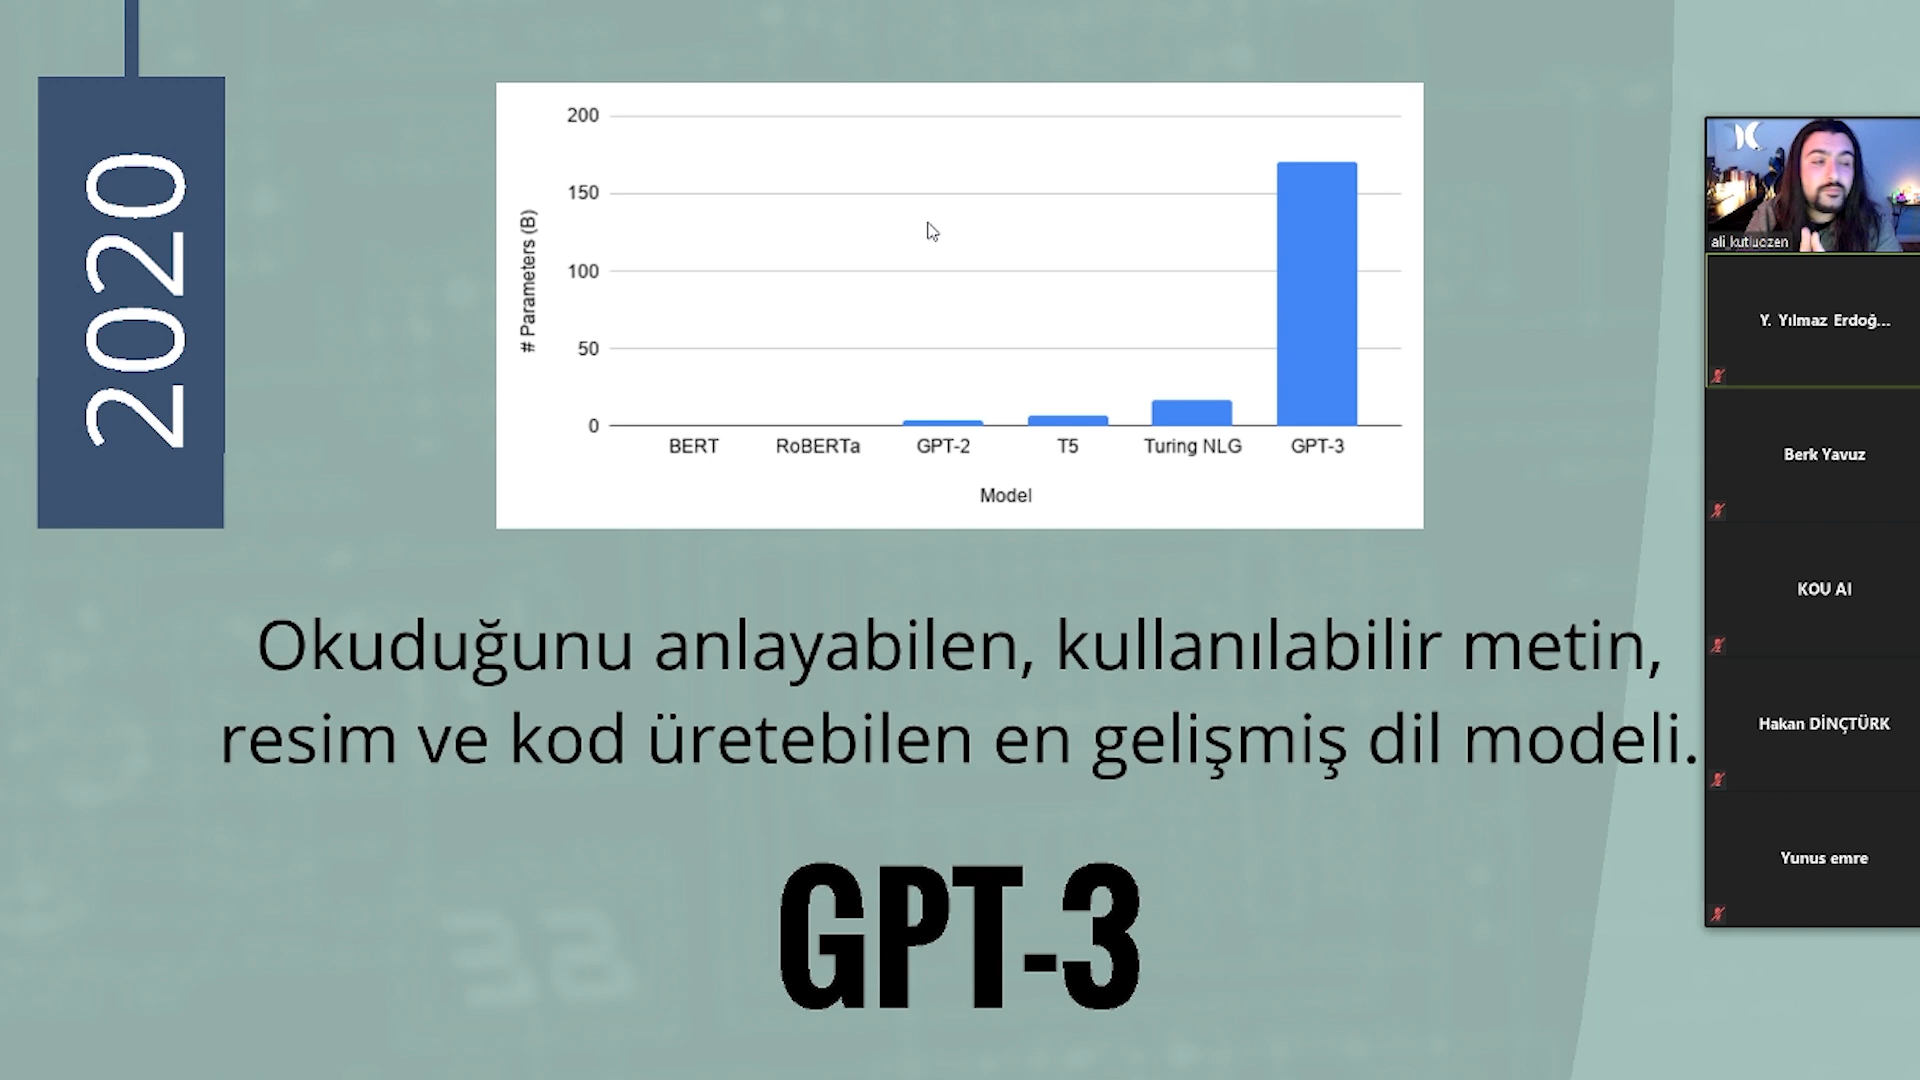 2020
200
150
100
50
0
# Parameters (B)
BERT RoBERTa GPT-2 T5 Turing NLG GPT-3
Model
Okuduğunu anlayabilen, kullanılabilir metin,
resim ve kod üretebilen en gelişmiş dil modeli.
GPT-3
ali_kutluozen
Y. Yılmaz Erdoğ...
Berk Yavuz
KOU AI
Hakan DİNÇTÜRK
Yunus emre